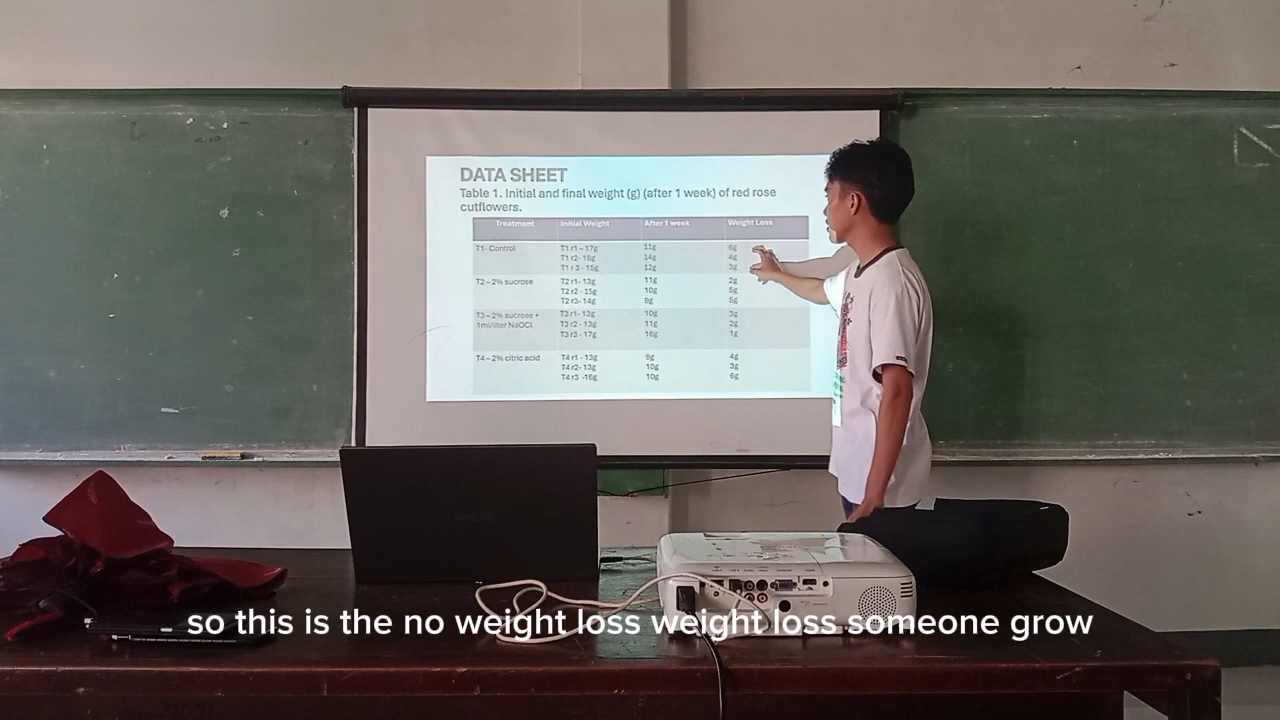 DATA SHEET
Table 1. Initial and final weight (g) (after 1 week) of red rose
cutflowers.
Treatment Initial Weight After 1 week Weight Loss
T1- Control T1 r1 – 17g 11g 6g
T1 r2- 18g 14g 4g
T1 r3 - 15g 12g 3g
T2 – 2% sucrose T2 r1- 13g 11g 2g
T2 r2 - 15g 10g 5g
T2 r3- 14g 9g 5g
T3 – 2% sucrose + T3 r1- 13g 10g 3g
1ml/liter NaOCl T3 r2 - 13g 11g 2g
T3 r3 - 17g 16g 1g
T4 – 2% citric acid T4 r1 - 13g 9g 4g
T4 r2- 13g 10g 3g
T4 r3 -16g 10g 6g
so this is the no weight loss weight loss someone grow